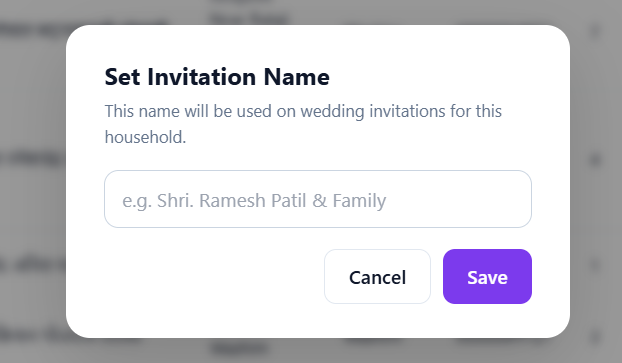 Set Invitation Name
This name will be used on wedding invitations for this
household.
e.g. Shri. Ramesh Patil & Family
Cancel
Save